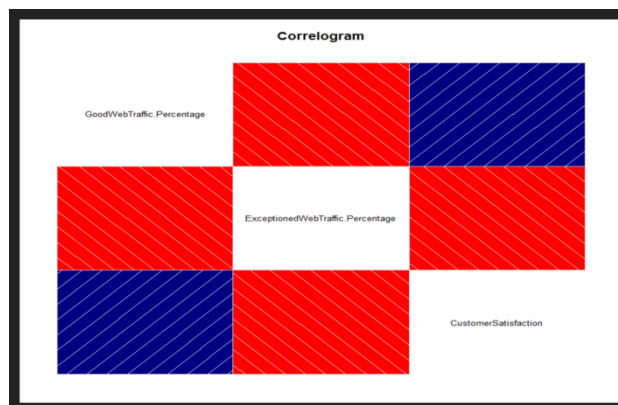 Correlogram
GoodWebTraffic.Percentage
ExceptionedWebTraffic.Percentage
CustomerSatisfaction